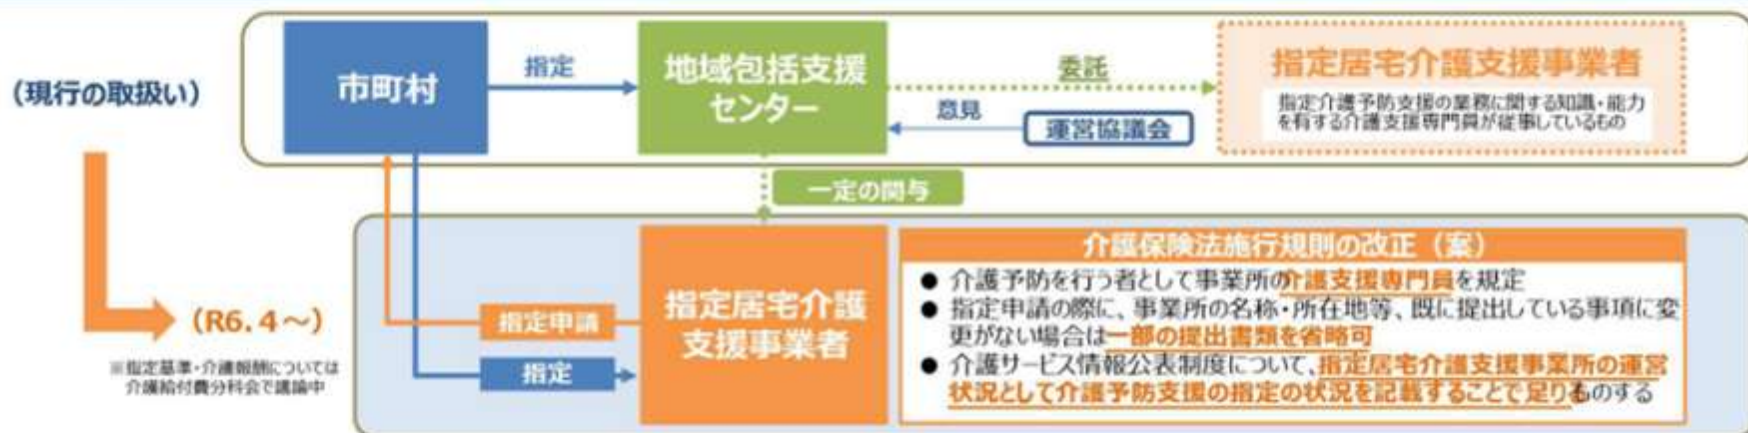 (現行の取扱い)
市町村
指定
地域包括支援
センター
委託
意見
運営協議会
指定居宅介護支援事業者
指定介護予防支援の業務に関する知識・能力
を有する介護支援専門員が従事しているもの
一定の関与
(R6.4~)
※指定基準・介護報酬については
介護給付費分科会で議論中
指定申請
指定
指定居宅介護
支援事業者
介護保険法施行規則の改正(案)
● 介護予防を行う者として事業所の介護支援専門員を規定
● 指定申請の際に、事業所の名称・所在地等、既に提出している事項に変
更がない場合は一部の提出書類を省略可
● 介護サービス情報公表制度について、指定居宅介護支援事業所の運営
状況として介護予防支援の指定の状況を記載することで足りるものする